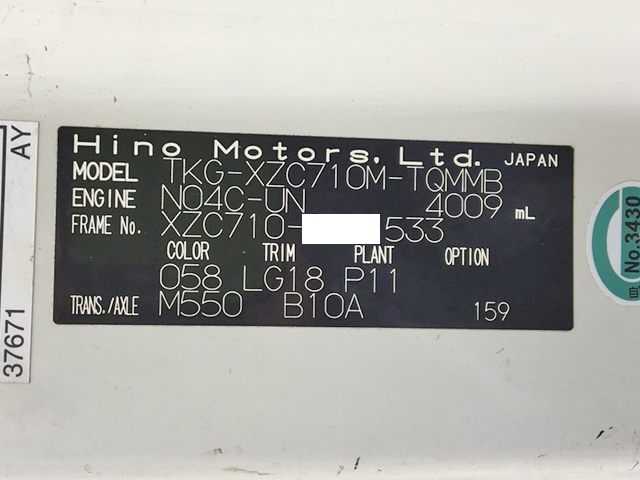 Hino Motors, Ltd. JAPAN
MODEL TKG-XZC710M-TQMMB
ENGINE N04C-UN 4009 mL
FRAME No. XZC710- 533
COLOR TRIM PLANT OPTION
058 LG18 P11
TRANS./AXLE M550 B10A 159
AY
37671
No.3430